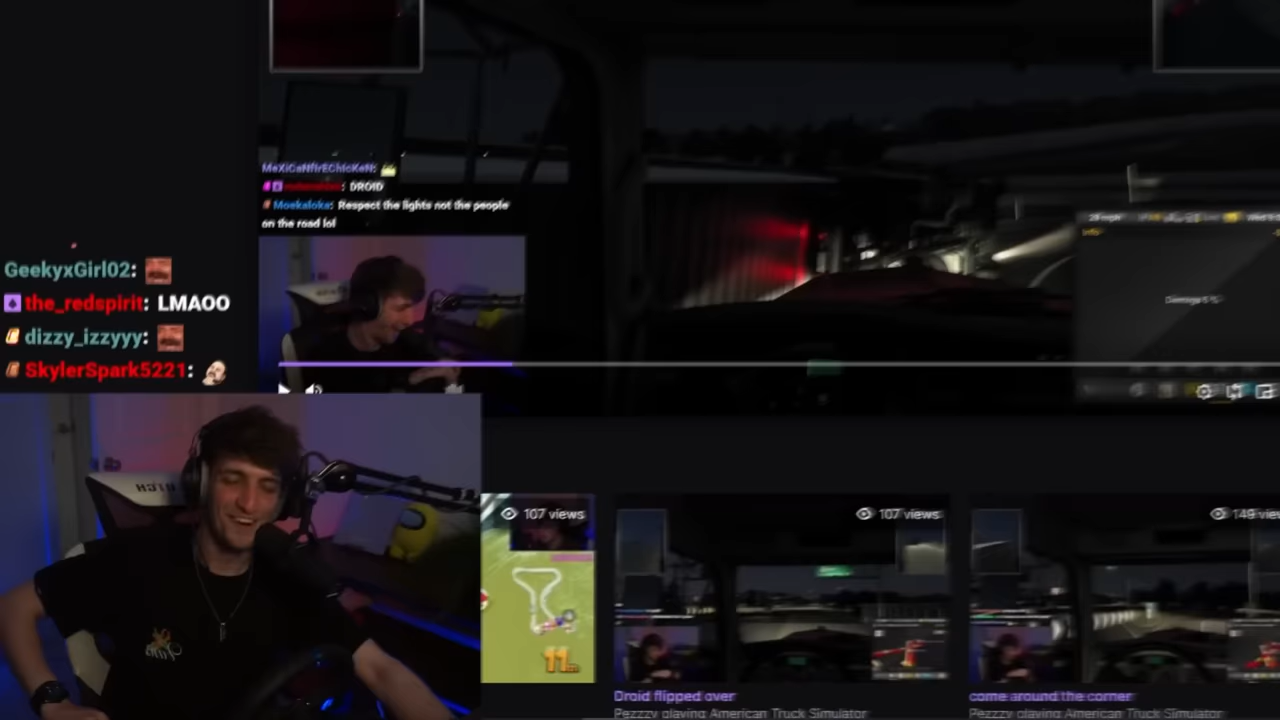 MeXiCaNfIrEChIcKeN:
: DROID
Moekaloka: Respect the lights not the people
on the road lol
GeekyxGirl02:
the_redspirit: LMAOO
dizzy_izzyyy:
SkylerSpark5221:
Damage 5 %
107 views
107 views
149 views
11
Droid flipped over
come around the corner
Pezzzy playing American Truck Simulator
Pezzzy playing American Truck Simulator